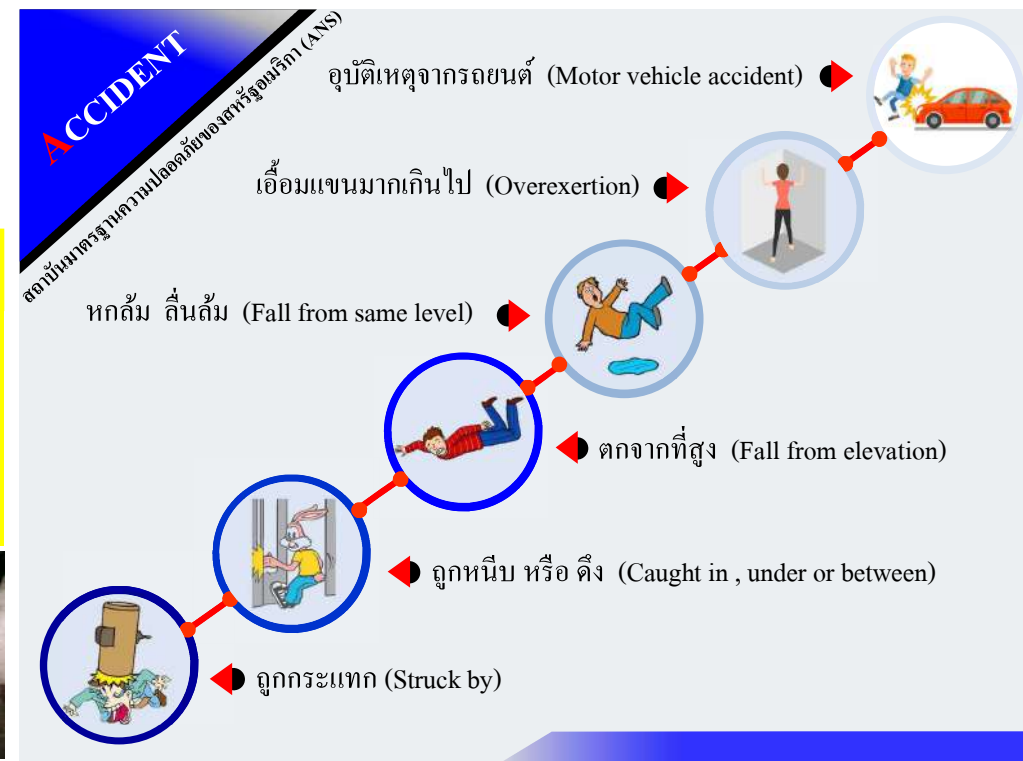 ACCIDENT
สถาบันมาตรฐานความปลอดภัยของสหรัฐอเมริกา (ANS)
อุบัติเหตุจากรถยนต์ (Motor vehicle accident)
เอื้อมแขนมากเกินไป (Overexertion)
หกล้ม ลื่นล้ม (Fall from same level)
ตกจากที่สูง (Fall from elevation)
ถูกหนีบ หรือ ดึง (Caught in , under or between)
ถูกกระแทก (Struck by)